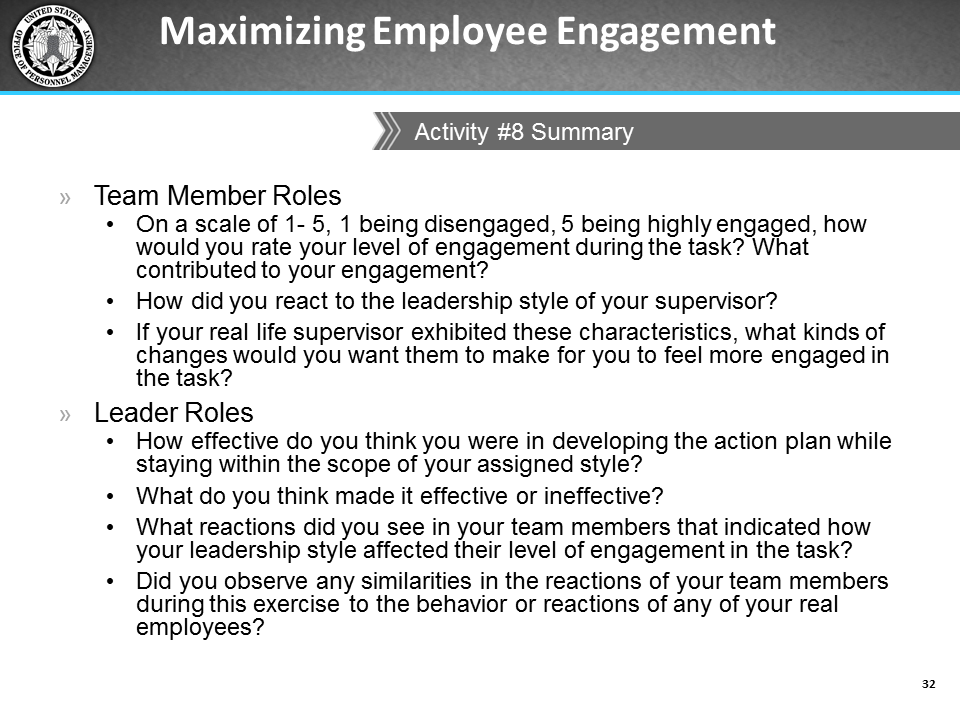 UNITED STATES
OFFICE OF PERSONNEL MANAGEMENT
Maximizing Employee Engagement
Activity #8 Summary
» Team Member Roles
• On a scale of 1- 5, 1 being disengaged, 5 being highly engaged, how
would you rate your level of engagement during the task? What
contributed to your engagement?
• How did you react to the leadership style of your supervisor?
• If your real life supervisor exhibited these characteristics, what kinds of
changes would you want them to make for you to feel more engaged in
the task?
» Leader Roles
• How effective do you think you were in developing the action plan while
staying within the scope of your assigned style?
• What do you think made it effective or ineffective?
• What reactions did you see in your team members that indicated how
your leadership style affected their level of engagement in the task?
• Did you observe any similarities in the reactions of your team members
during this exercise to the behavior or reactions of any of your real
employees?
32